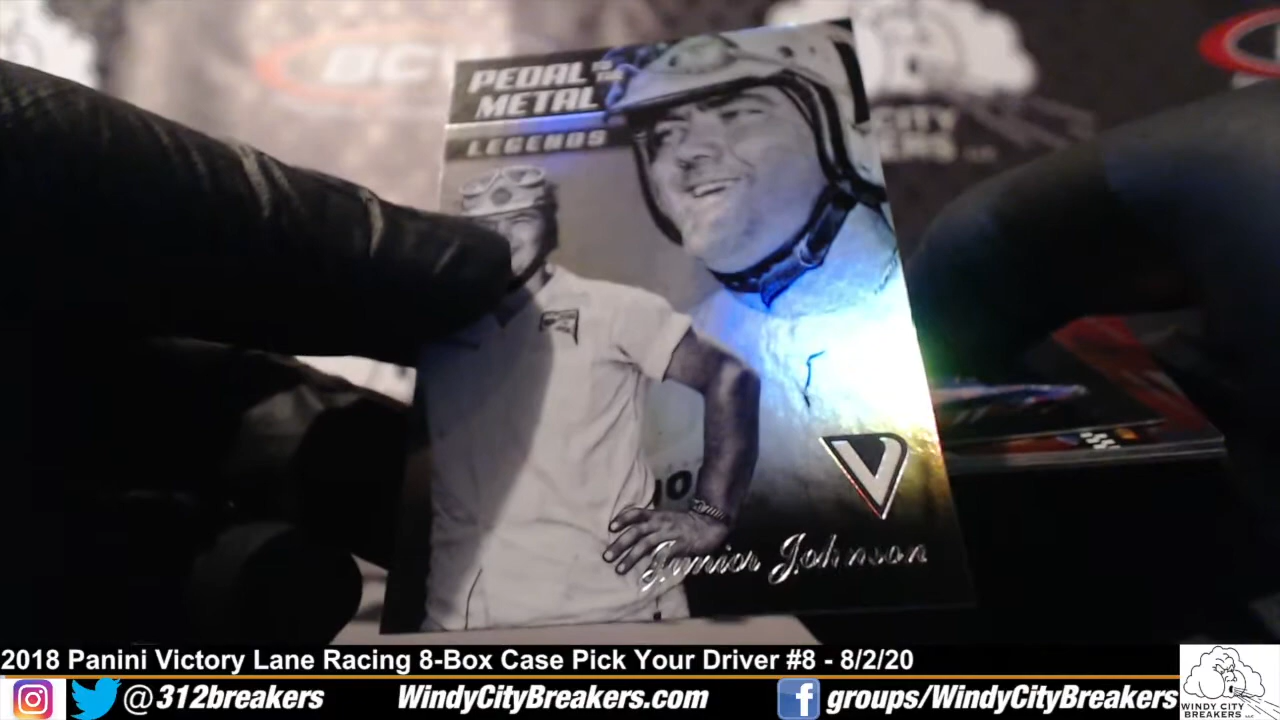 PEDAL TO THE
METAL
LEGENDS
V
Junior Johnson
2018 Panini Victory Lane Racing 8-Box Case Pick Your Driver #8 - 8/2/20
@312breakers WindyCityBreakers.com groups/WindyCityBreakers
WINDY CITY
BREAKERS LLC